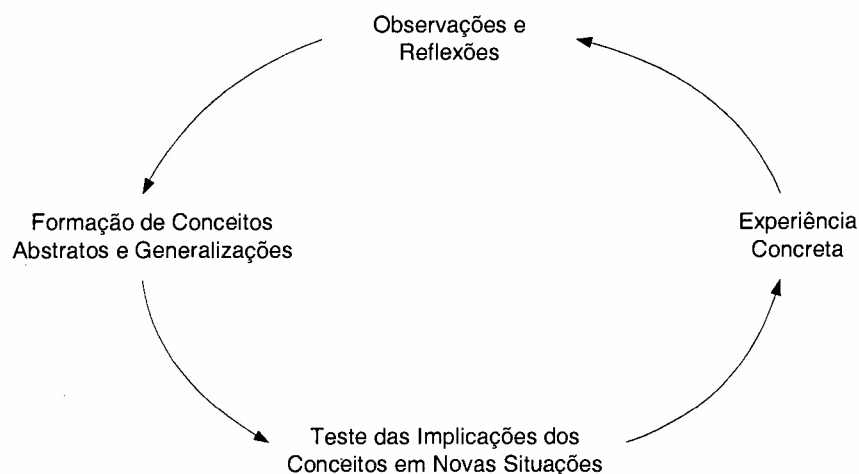 Observações e
Reflexões
Formação de Conceitos
Abstratos e Generalizações
Experiência
Concreta
Teste das Implicações dos
Conceitos em Novas Situações